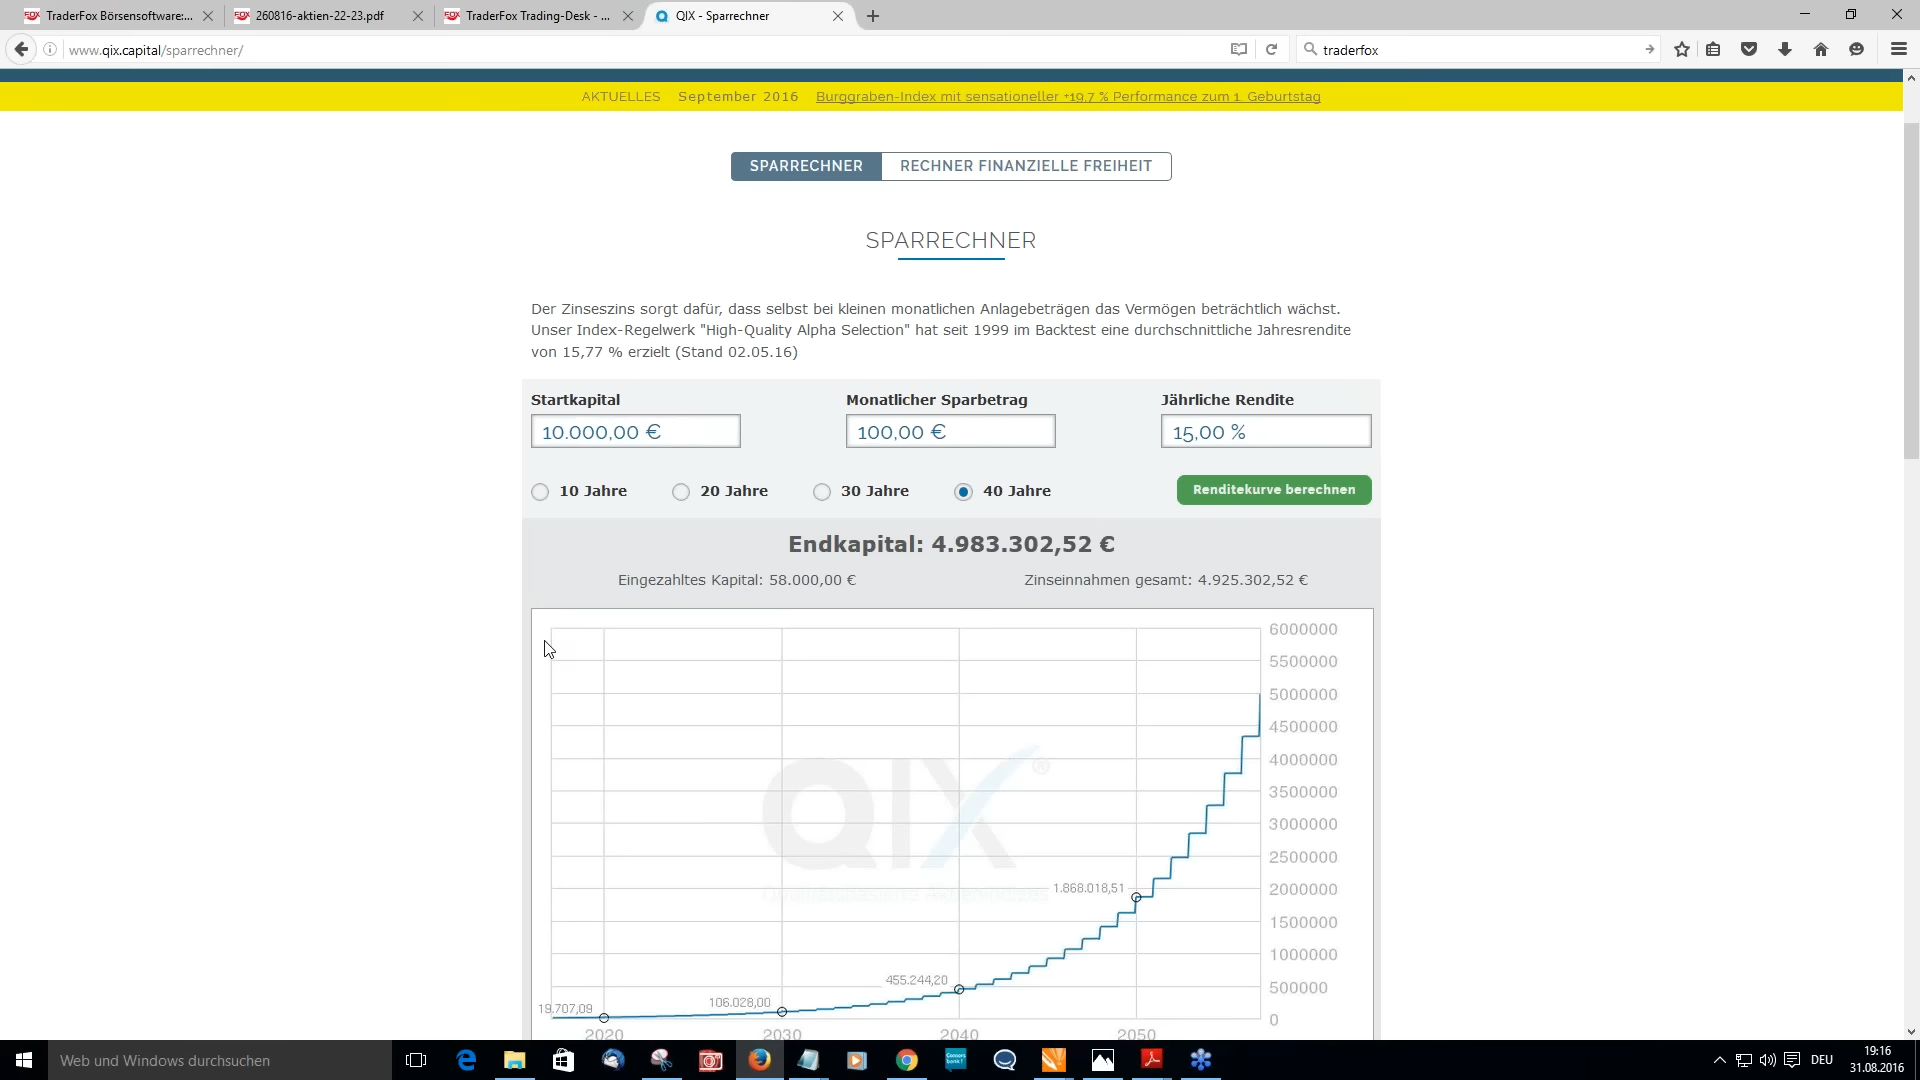 TraderFox Börsensoftware:...
260816-aktien-22-23.pdf
TraderFox Trading-Desk - ...
QIX - Sparrechner
www.qix.capital/sparrechner/
traderfox
AKTUELLES September 2016 Burggraben-Index mit sensationeller +19,7 % Performance zum 1. Geburtstag
SPARRECHNER
RECHNER FINANZIELLE FREIHEIT
SPARRECHNER
Der Zinseszins sorgt dafür, dass selbst bei kleinen monatlichen Anlagebeträgen das Vermögen beträchtlich wächst.
Unser Index-Regelwerk "High-Quality Alpha Selection" hat seit 1999 im Backtest eine durchschnittliche Jahresrendite
von 15,77 % erzielt (Stand 02.05.16)
Startkapital
Monatlicher Sparbetrag
Jährliche Rendite
10.000,00 €
100,00 €
15,00 %
10 Jahre
20 Jahre
30 Jahre
40 Jahre
Renditekurve berechnen
Endkapital: 4.983.302,52 €
Eingezahltes Kapital: 58.000,00 €
Zinseinnahmen gesamt: 4.925.302,52 €
6000000
5500000
5000000
4500000
4000000
3500000
3000000
2500000
2000000
1500000
1000000
500000
0
QIX ®
1.868.018,51
455.244,20
106.028,00
19.707,09
2020
2030
2040
2050
Web und Windows durchsuchen
DEU
19:16
31.08.2016